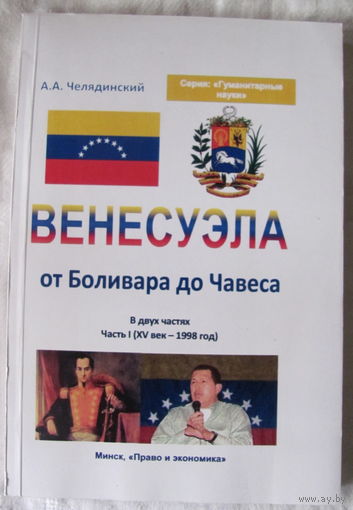 А.А. Челядинский
Серия: «Гуманитарные
науки»
ВЕНЕСУЭЛА
от Боливара до Чавеса
В двух частях
Часть I (XV век – 1998 год)
Минск, «Право и экономика»
www.ay.by